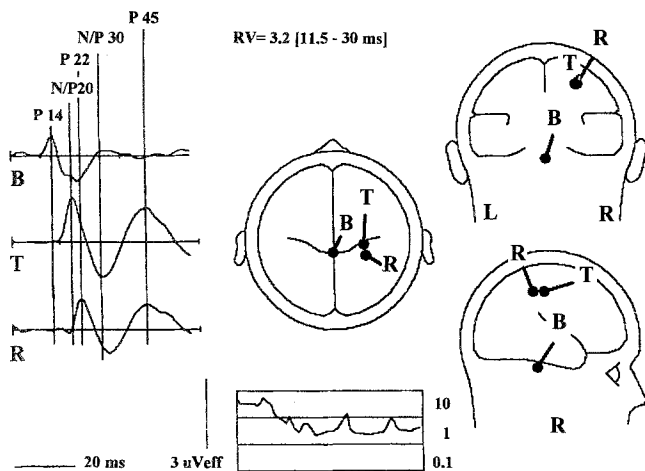 P 45
N/P 30
P 22
N/P20
P 14
B
T
R
20 ms
3 uVeff
RV= 3.2 [11.5 - 30 ms]
B
T
R
10
1
0.1
R
T
B
L
R
R
T
B
R